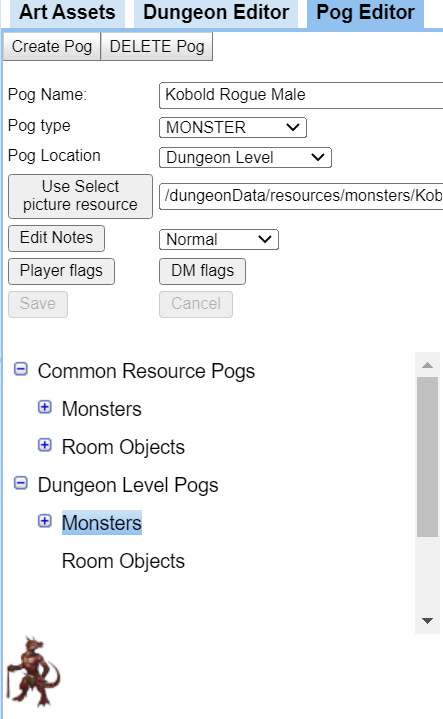 Art Assets Dungeon Editor Pog Editor
Create Pog DELETE Pog
Pog Name: Kobold Rogue Male
Pog type MONSTER
Pog Location Dungeon Level
Use Select
picture resource /dungeonData/resources/monsters/Kob
Edit Notes Normal
Player flags DM flags
Save Cancel
Common Resource Pogs
Monsters
Room Objects
Dungeon Level Pogs
Monsters
Room Objects